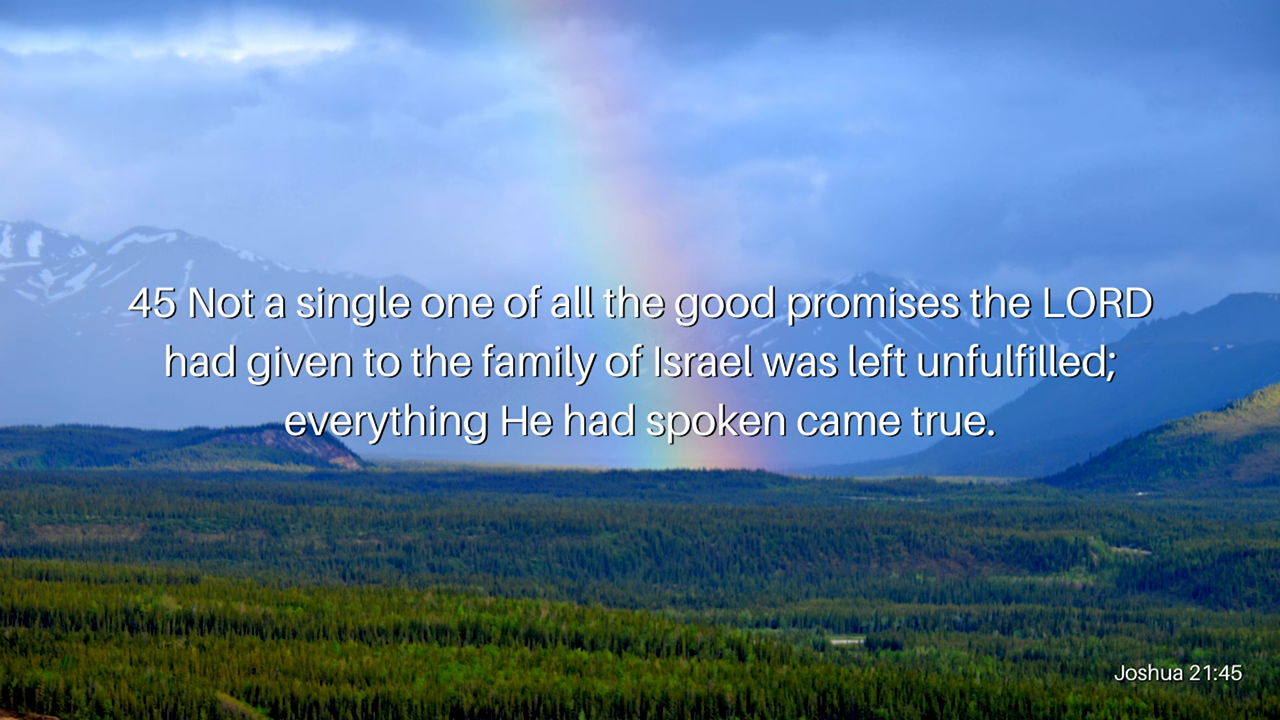 45 Not a single one of all the good promises the LORD
had given to the family of Israel was left unfulfilled;
everything He had spoken came true.
Joshua 21:45